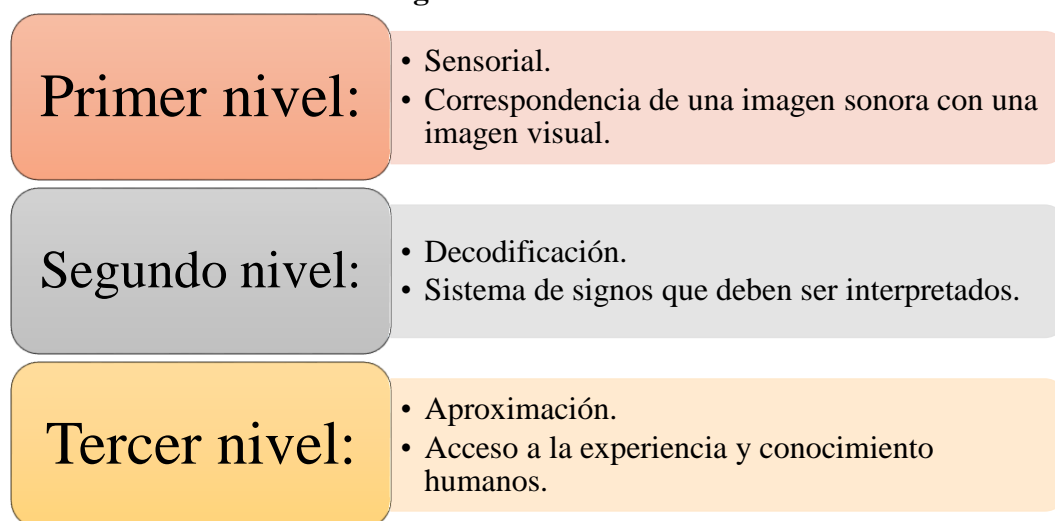 Primer nivel:
• Sensorial.
• Correspondencia de una imagen sonora con una
imagen visual.
Segundo nivel:
• Decodificación.
• Sistema de signos que deben ser interpretados.
Tercer nivel:
• Aproximación.
• Acceso a la experiencia y conocimiento
humanos.